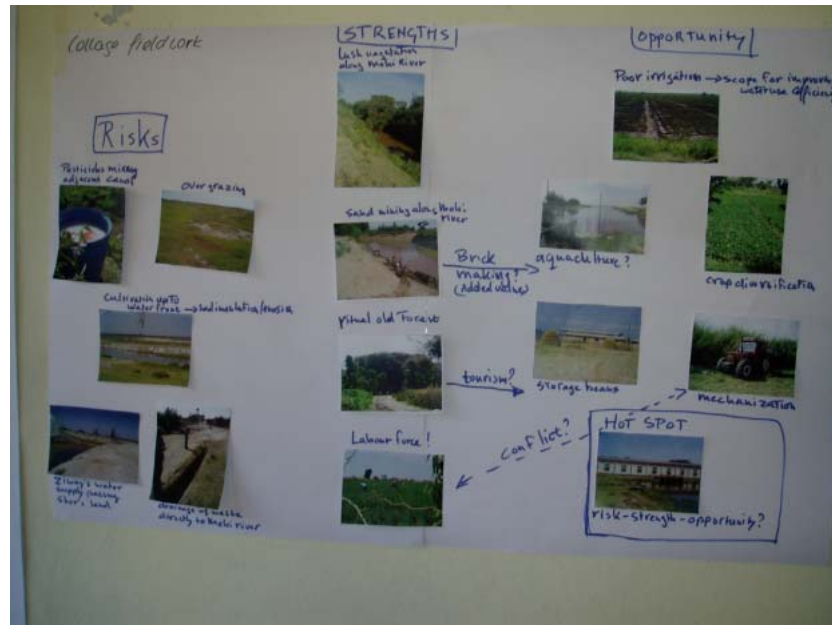 Collage fieldwork
Risks
Pesticides mixing
adjacent canal
over grazing
Cultivation up to
water front → sedimentation/erosion
Ziway's water
supply passing
land
drainage of waste
directly to Meki river
STRENGTHS
Lush vegetation
along Meki River
Sand mining along Meki
river
Brick
making?
(Added value)
ritual old Forest
tourism?
Labour force!
conflict?
Opportunity
Poor irrigation → scope for improve
water use efficien
aquaculture?
crop diversification
storage beans
mechanization
HOT SPOT
risk-strength-opportunity?